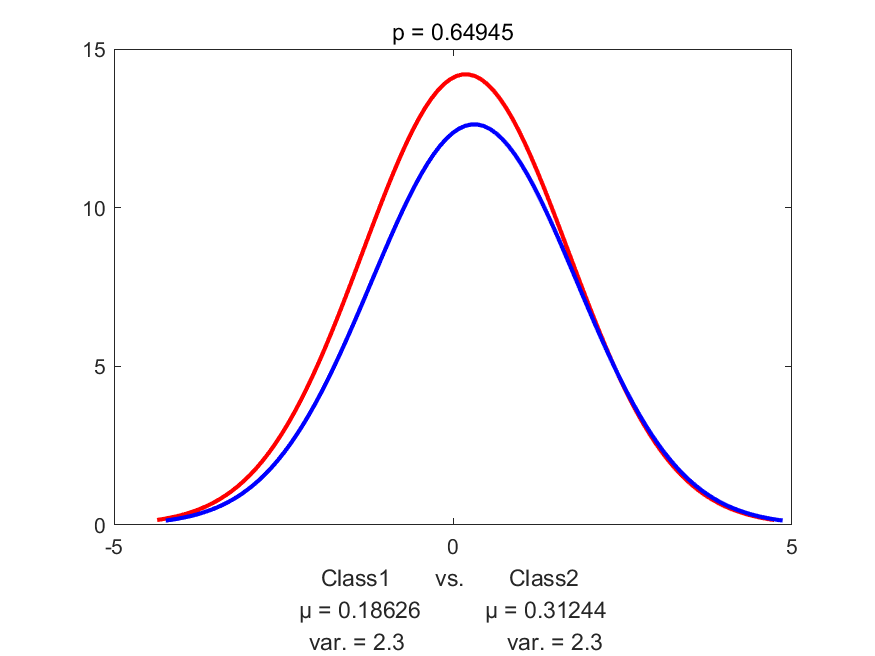 p = 0.64945
15
10
5
0
-5 0 5
Class1 vs. Class2
μ = 0.18626 μ = 0.31244
var. = 2.3 var. = 2.3